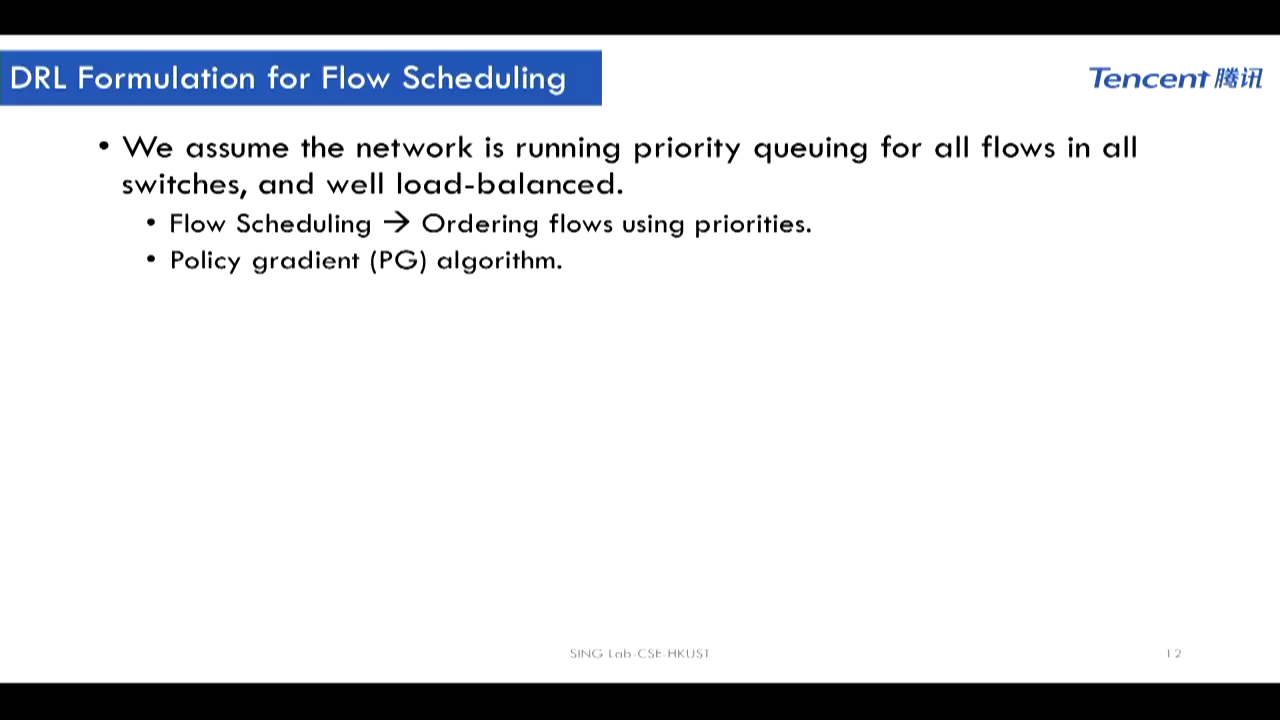 DRL Formulation for Flow Scheduling
Tencent 腾讯
• We assume the network is running priority queuing for all flows in all
switches, and well load-balanced.
• Flow Scheduling → Ordering flows using priorities.
• Policy gradient (PG) algorithm.
SING Lab-CSE-HKUST
12